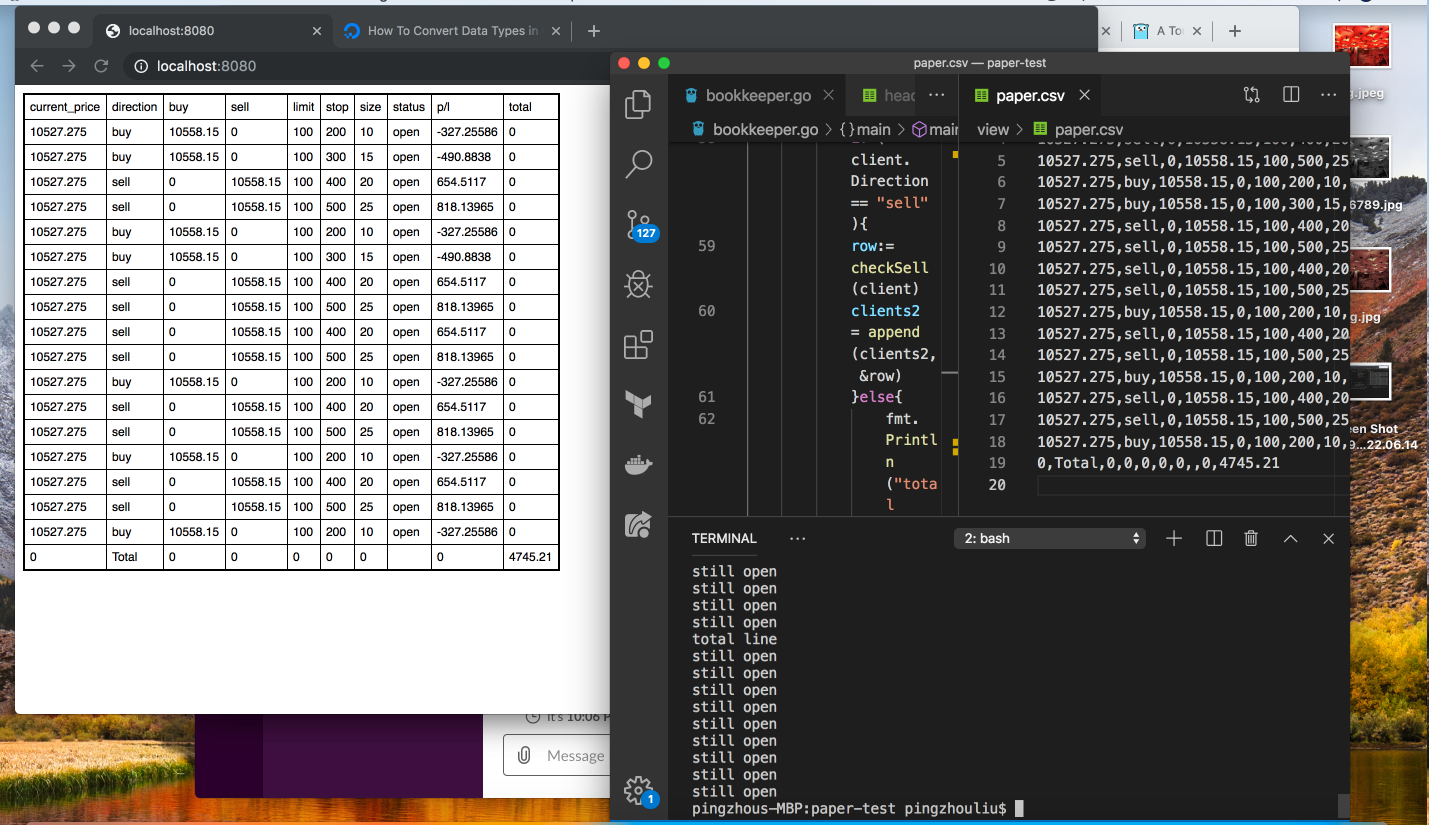 localhost:8080
How To Convert Data Types in
A To
localhost:8080
current_price direction buy sell limit stop size status p/l total
10527.275 buy 10558.15 0 100 200 10 open -327.25586 0
10527.275 buy 10558.15 0 100 300 15 open -490.8838 0
10527.275 sell 0 10558.15 100 400 20 open 654.5117 0
10527.275 sell 0 10558.15 100 500 25 open 818.13965 0
10527.275 buy 10558.15 0 100 200 10 open -327.25586 0
10527.275 buy 10558.15 0 100 300 15 open -490.8838 0
10527.275 sell 0 10558.15 100 400 20 open 654.5117 0
10527.275 sell 0 10558.15 100 500 25 open 818.13965 0
10527.275 sell 0 10558.15 100 400 20 open 654.5117 0
10527.275 sell 0 10558.15 100 500 25 open 818.13965 0
10527.275 buy 10558.15 0 100 200 10 open -327.25586 0
10527.275 sell 0 10558.15 100 400 20 open 654.5117 0
10527.275 sell 0 10558.15 100 500 25 open 818.13965 0
10527.275 buy 10558.15 0 100 200 10 open -327.25586 0
10527.275 sell 0 10558.15 100 400 20 open 654.5117 0
10527.275 sell 0 10558.15 100 500 25 open 818.13965 0
10527.275 buy 10558.15 0 100 200 10 open -327.25586 0
0 Total 0 0 0 0 0 0 4745.21
It's 10:06 P
Message
paper.csv — paper-test
bookkeeper.go
head
···
bookkeeper.go > {} main > mai
client.
Direction
== "sell"
){
59 row:=
checkSell
(client)
60 clients2
= append
(clients2,
&row)
61 }else{
62 fmt.
Printl
n
("tota
l
paper.csv
···
view > paper.csv
5 10527.275,sell,0,10558.15,100,500,25
6 10527.275,buy,10558.15,0,100,200,10,
7 10527.275,buy,10558.15,0,100,300,15,
8 10527.275,sell,0,10558.15,100,400,20
9 10527.275,sell,0,10558.15,100,500,25
10 10527.275,sell,0,10558.15,100,400,20
11 10527.275,sell,0,10558.15,100,500,25
12 10527.275,buy,10558.15,0,100,200,10,
13 10527.275,sell,0,10558.15,100,400,20
14 10527.275,sell,0,10558.15,100,500,25
15 10527.275,buy,10558.15,0,100,200,10,
16 10527.275,sell,0,10558.15,100,400,20
17 10527.275,sell,0,10558.15,100,500,25
18 10527.275,buy,10558.15,0,100,200,10,
19 0,Total,0,0,0,0,0,,0,4745.21
20
127
1
TERMINAL
···
2: bash
still open
still open
still open
still open
total line
still open
still open
still open
still open
still open
still open
still open
still open
still open
pingzhous-MBP:paper-test pingzhouliu$
g.jpeg
6789.jpg
g.jpg
een Shot
9...22.06.14